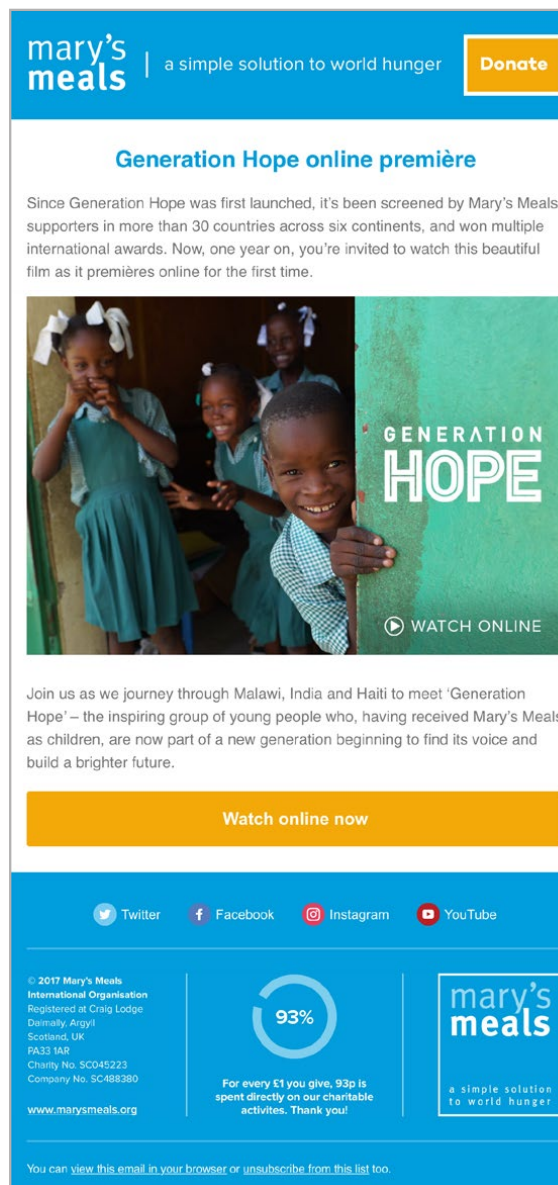 mary's
meals
a simple solution to world hunger
Donate
Generation Hope online première
Since Generation Hope was first launched, it's been screened by Mary's Meals
supporters in more than 30 countries across six continents, and won multiple
international awards. Now, one year on, you're invited to watch this beautiful
film as it premières online for the first time.
GENERATION
HOPE
WATCH ONLINE
Join us as we journey through Malawi, India and Haiti to meet 'Generation
Hope' – the inspiring group of young people who, having received Mary's Meals
as children, are now part of a new generation beginning to find its voice and
build a brighter future.
Watch online now
Twitter
Facebook
Instagram
YouTube
© 2017 Mary's Meals
International Organisation
Registered at Craig Lodge
Dalmally, Argyll
Scotland, UK
PA33 1AR
Charity No. SC045223
Company No. SC488380
www.marysmeals.org
93%
For every £1 you give, 93p is
spent directly on our charitable
activites. Thank you!
mary's
meals
a simple solution
to world hunger
You can view this email in your browser or unsubscribe from this list too.